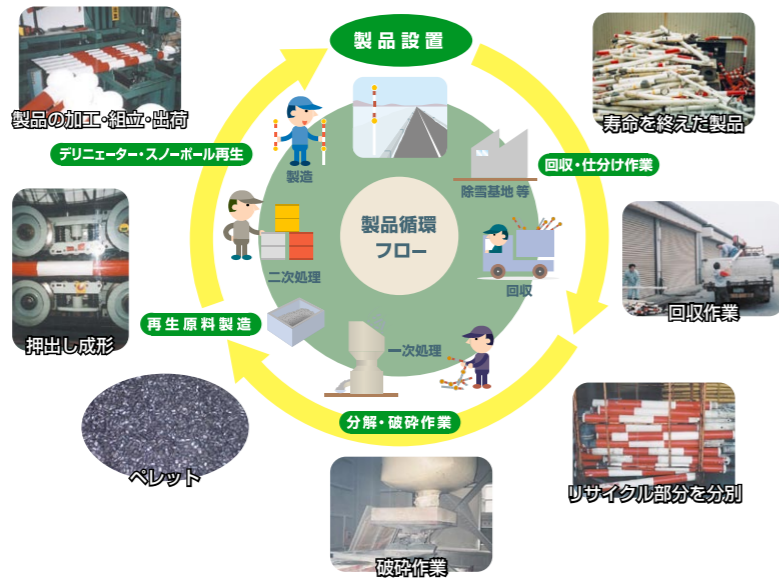 製品設置
製品の加工・組立・出荷
寿命を終えた製品
デリニェーター・スノーポール再生
回収・仕分け作業
製造
除雪基地 等
製品循環
フロー
二次処理
回収
回収作業
再生原料製造
押出し成形
一次処理
分解・破砕作業
ペレット
リサイクル部分を分別
破砕作業